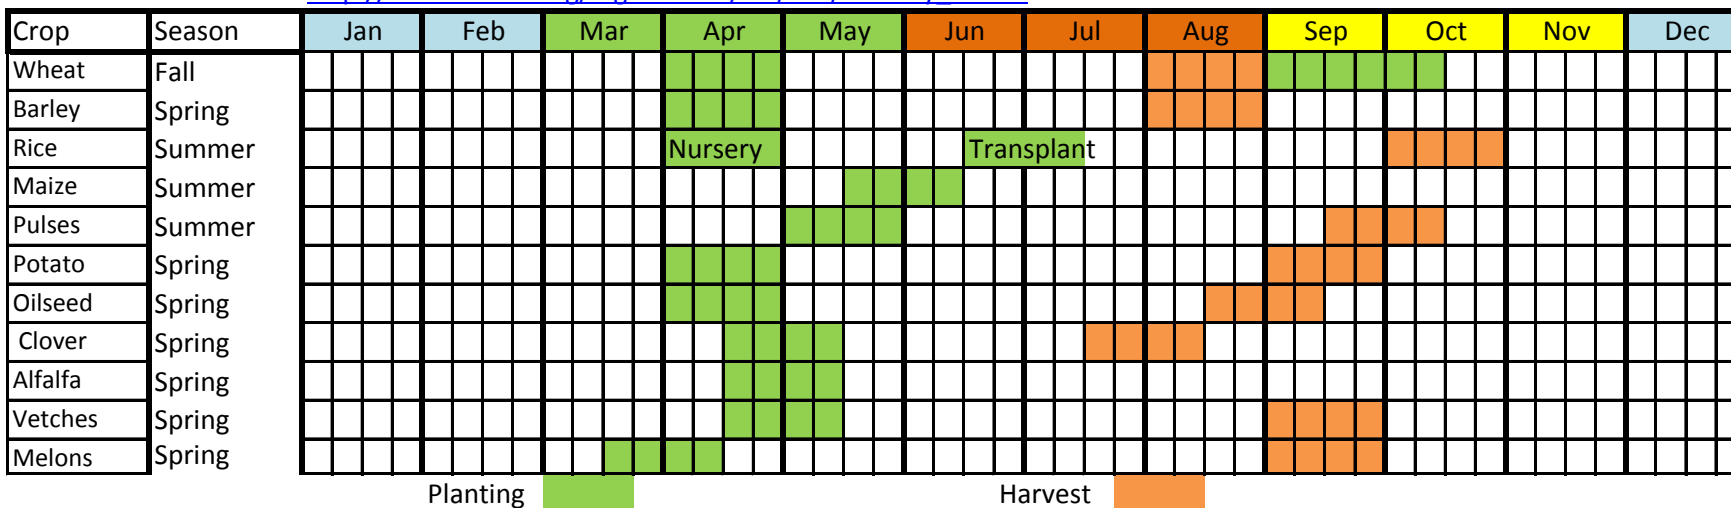 Crop Season Jan Feb Mar Apr May Jun Jul Aug Sep Oct Nov Dec
Wheat Fall
Barley Spring
Rice Summer Nursery Transplant
Maize Summer
Pulses Summer
Potato Spring
Oilseed Spring
Clover Spring
Alfalfa Spring
Vetches Spring
Melons Spring
Planting Harvest